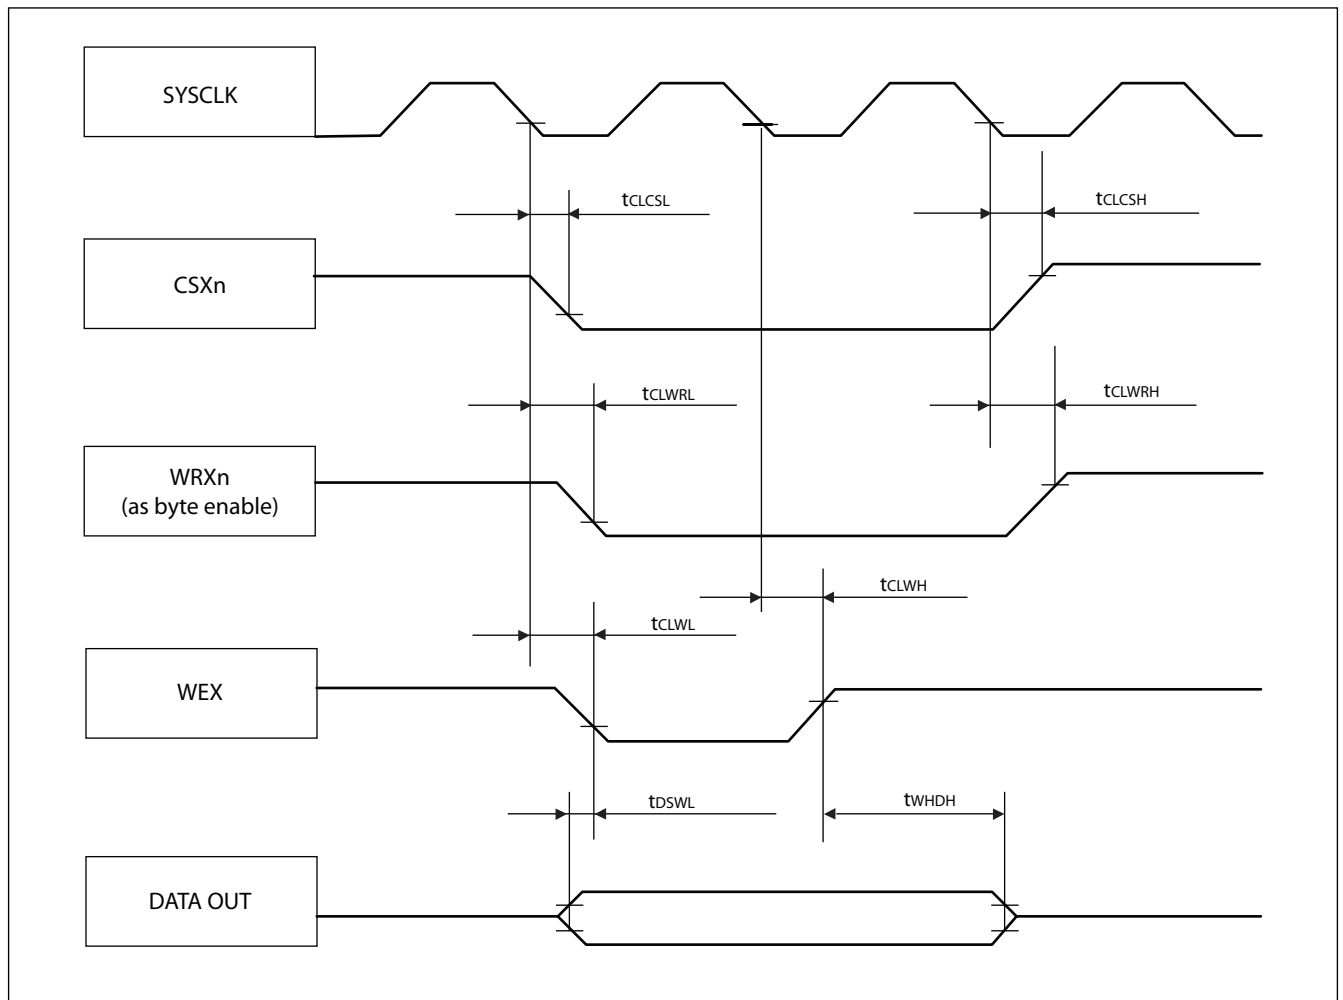 SYSCLK
tCLCSL
tCLCSH
CSXn
tCLWRL
tCLWRH
WRXn
(as byte enable)
tCLWH
tCLWL
WEX
tDSWL
tWHDH
DATA OUT